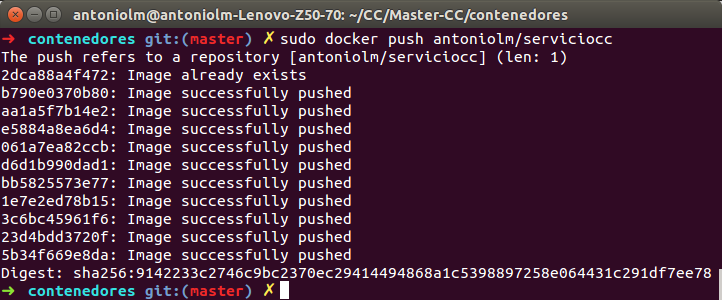 antoniolm@antoniolm-Lenovo-Z50-70: ~/CC/Master-CC/contenedores
➜ contenedores git:(master) ✗ sudo docker push antoniolm/serviciocc
The push refers to a repository [antoniolm/serviciocc] (len: 1)
2dca88a4f472: Image already exists
b790e0370b80: Image successfully pushed
aa1a5f7b14e2: Image successfully pushed
e5884a8ea6d4: Image successfully pushed
061a7ea82ccb: Image successfully pushed
d6d1b990dad1: Image successfully pushed
bb5825573e77: Image successfully pushed
1e7e2ed78b15: Image successfully pushed
3c6bc45961f6: Image successfully pushed
23d4bdd3720f: Image successfully pushed
5b34f669e8da: Image successfully pushed
Digest: sha256:9142233c2746c9bc2370ec29414494868a1c5398897258e064431c291df7ee78
➜ contenedores git:(master) ✗